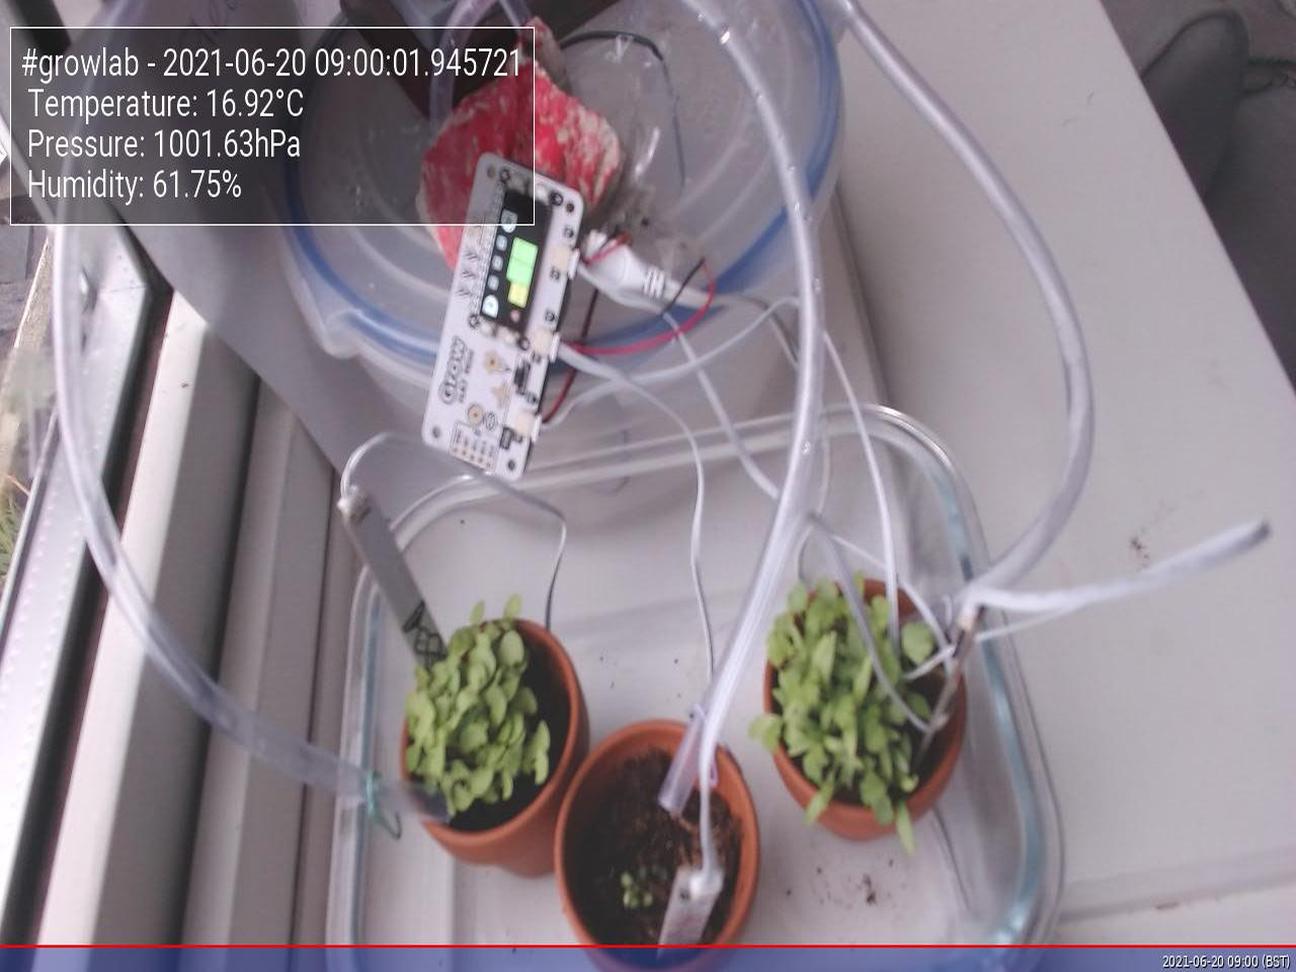 #growlab - 2021-06-20 09:00:01.945721
Temperature: 16.92°C
Pressure: 1001.63hPa
Humidity: 61.75%
Grow
2021-06-20 09:00 (BST)